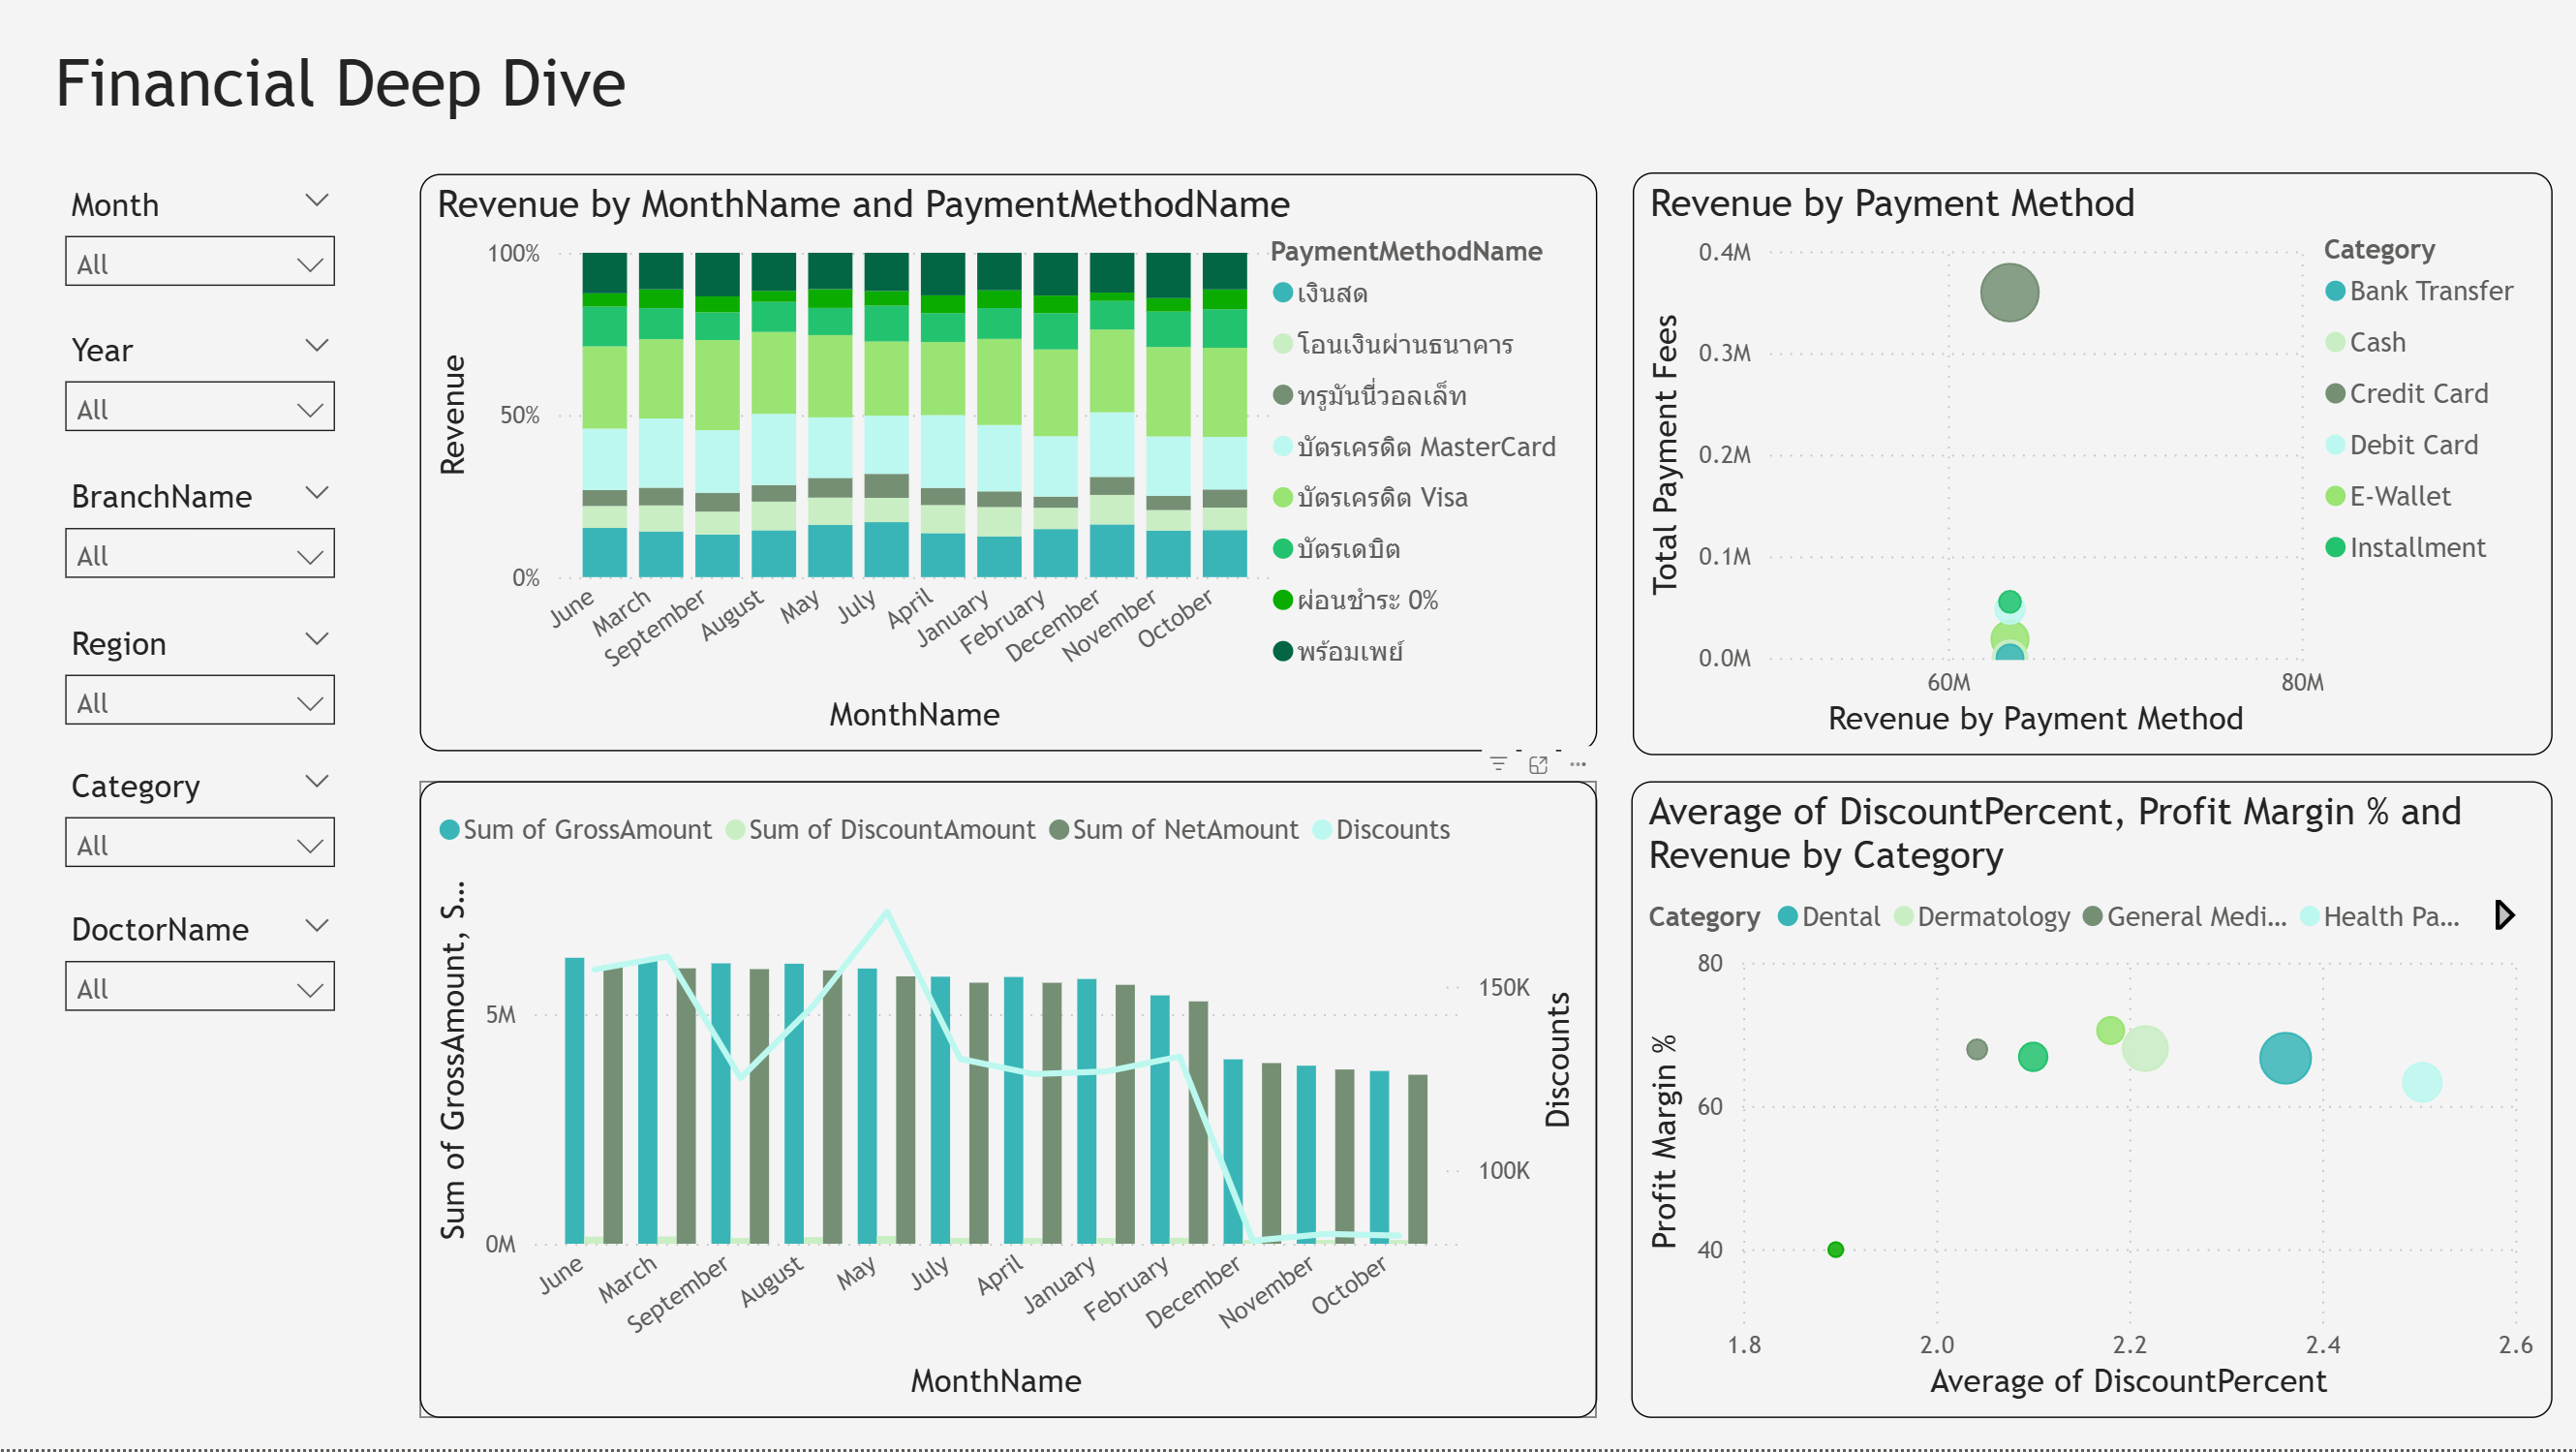 Financial Deep Dive
Month
All
Year
All
BranchName
All
Region
All
Category
All
DoctorName
All
Revenue by MonthName and PaymentMethodName
Revenue
100%
50%
0%
June
March
September
August
May
July
April
January
February
December
November
October
MonthName
PaymentMethodName
เงินสด
โอนเงินผ่านธนาคาร
ทรูมันนี่วอลเล็ท
บัตรเครดิต MasterCard
บัตรเครดิต Visa
บัตรเดบิต
ผ่อนชำระ 0%
พร้อมเพย์
Revenue by Payment Method
Total Payment Fees
0.4M
0.3M
0.2M
0.1M
0.0M
60M
80M
Revenue by Payment Method
Category
Bank Transfer
Cash
Credit Card
Debit Card
E-Wallet
Installment
Sum of GrossAmount
Sum of DiscountAmount
Sum of NetAmount
Discounts
Sum of GrossAmount, S...
5M
0M
150K
100K
Discounts
June
March
September
August
May
July
April
January
February
December
November
October
MonthName
Average of DiscountPercent, Profit Margin % and
Revenue by Category
Category
Dental
Dermatology
General Medi...
Health Pa...
Profit Margin %
80
60
40
1.8
2.0
2.2
2.4
2.6
Average of DiscountPercent